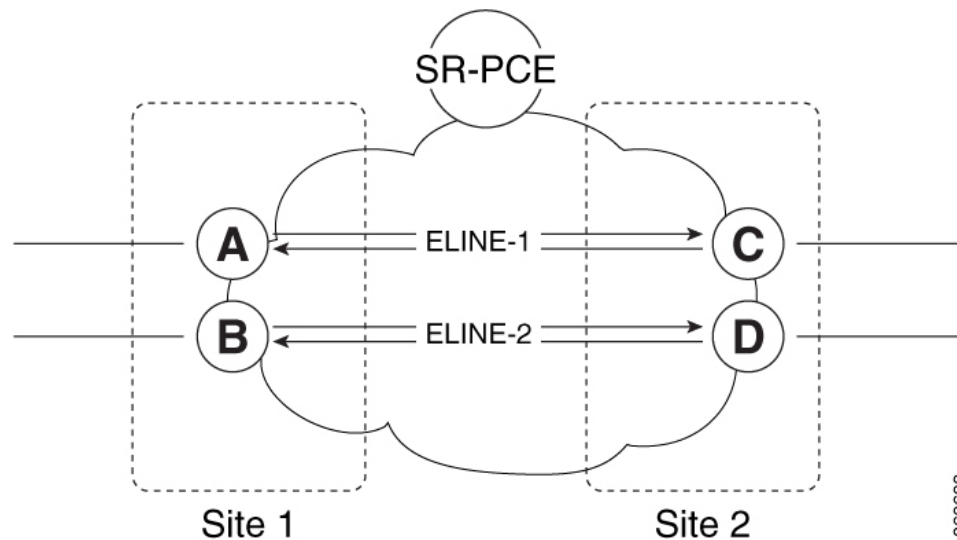 SR-PCE
A
ELINE-1
C
B
ELINE-2
D
Site 1
Site 2